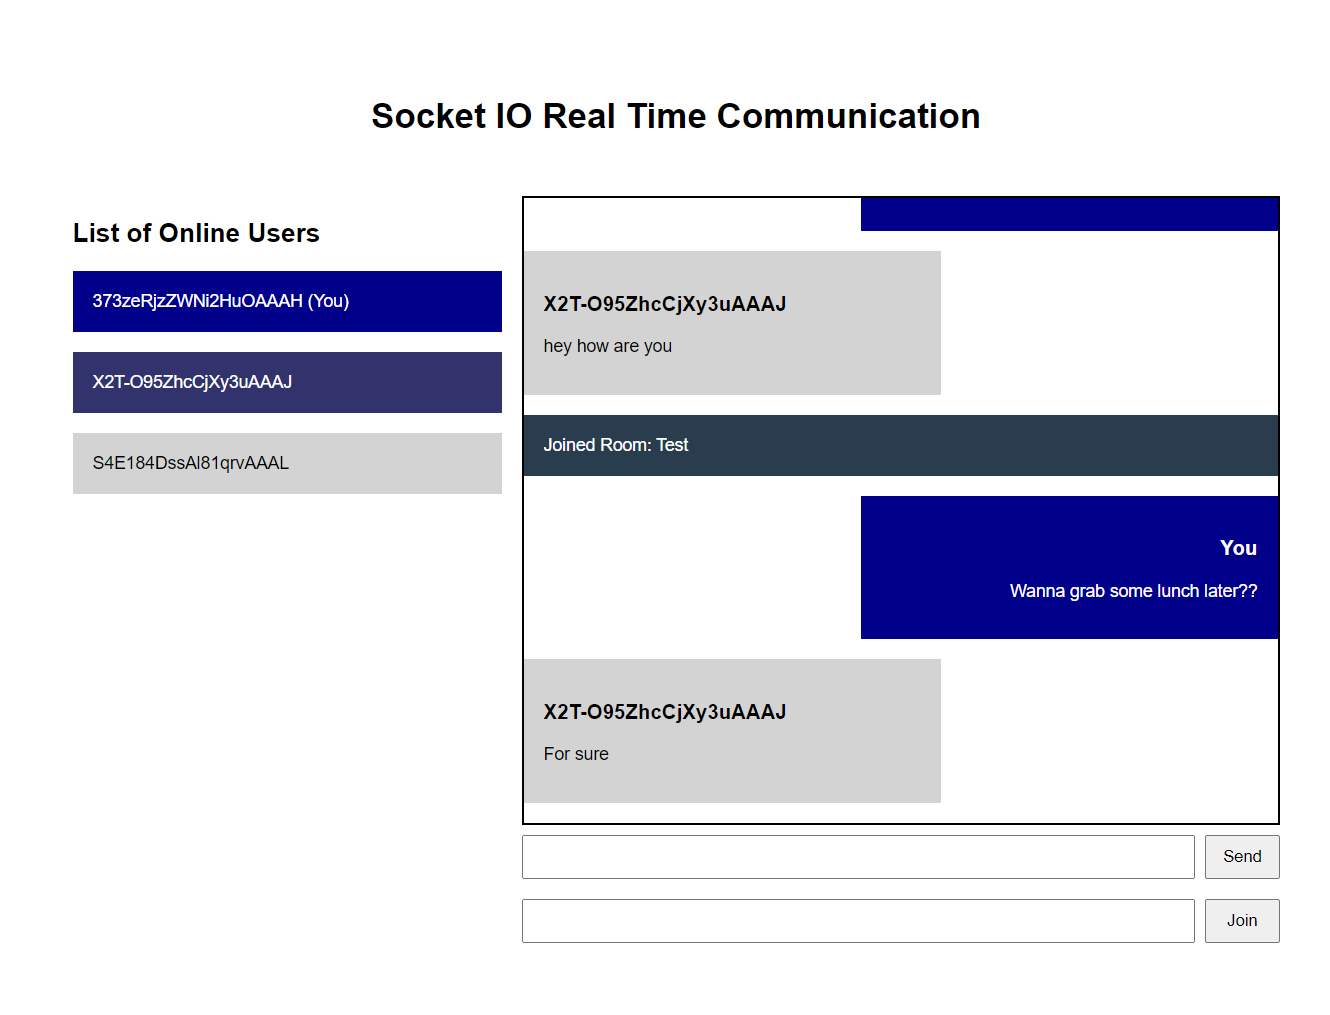 Socket IO Real Time Communication
List of Online Users
373zeRjzZWNi2HuOAAAH (You)
X2T-O95ZhcCjXy3uAAAJ
S4E184DssAl81qrvAAAL
X2T-O95ZhcCjXy3uAAAJ
hey how are you
Joined Room: Test
You
Wanna grab some lunch later??
X2T-O95ZhcCjXy3uAAAJ
For sure
Send
Join